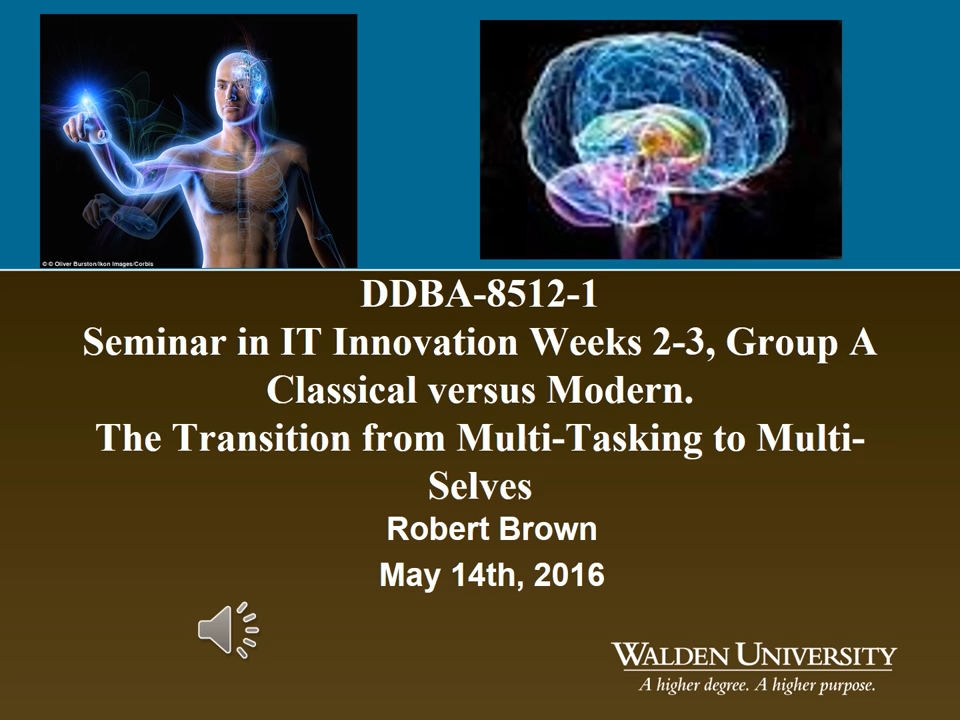 © © Oliver Burston/Ikon Images/Corbis
DDBA-8512-1
Seminar in IT Innovation Weeks 2-3, Group A
Classical versus Modern.
The Transition from Multi-Tasking to Multi-
Selves
Robert Brown
May 14th, 2016
WALDEN UNIVERSITY
A higher degree. A higher purpose.